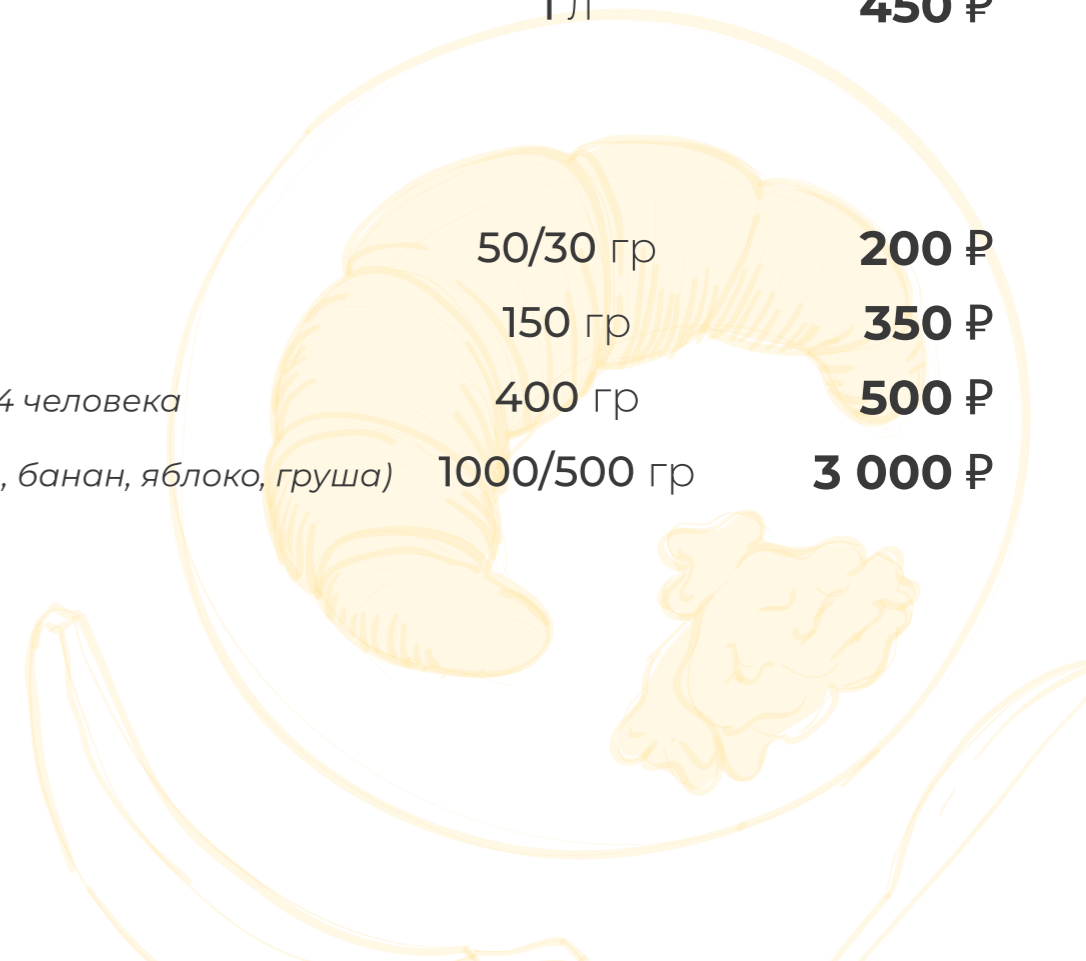 1 л 450 ₽
50/30 гр 200 ₽
150 гр 350 ₽
4 человека 400 гр 500 ₽
, банан, яблоко, груша) 1000/500 гр 3 000 ₽